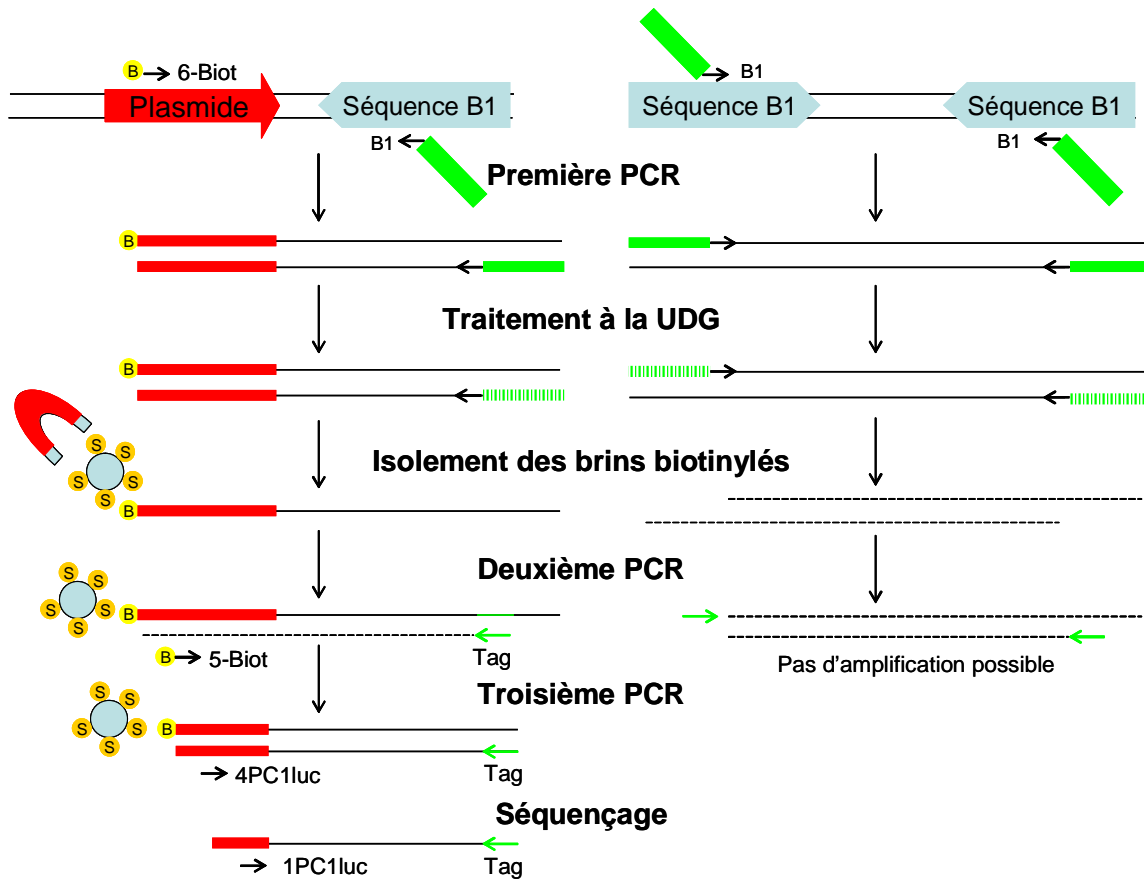 B 6-Biot
Plasmide
Séquence B1
B1
B1
Séquence B1
Séquence B1
B1
Première PCR
B
Traitement à la UDG
B
Isolement des brins biotinylés
S S S S S
B
Deuxième PCR
S S S S S
B
B 5-Biot
Tag
Pas d'amplification possible
Troisième PCR
S S S S S
B
4PC1luc
Tag
Séquençage
1PC1luc
Tag